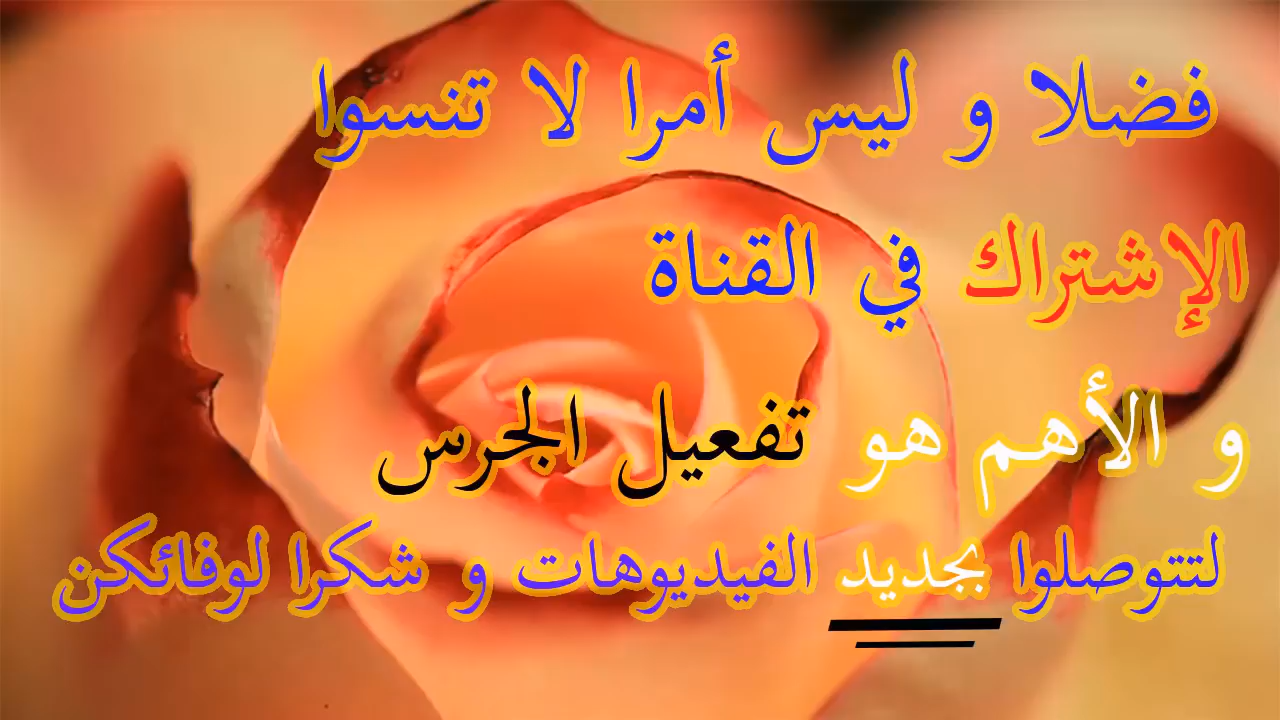 فضلا و ليس أمرا لا تنسوا
الإشتراك في القناة
و الأهم هو تفعيل الجرس
لتتوصلوا بجديد الفيديوهات و شكرا لوفائكن